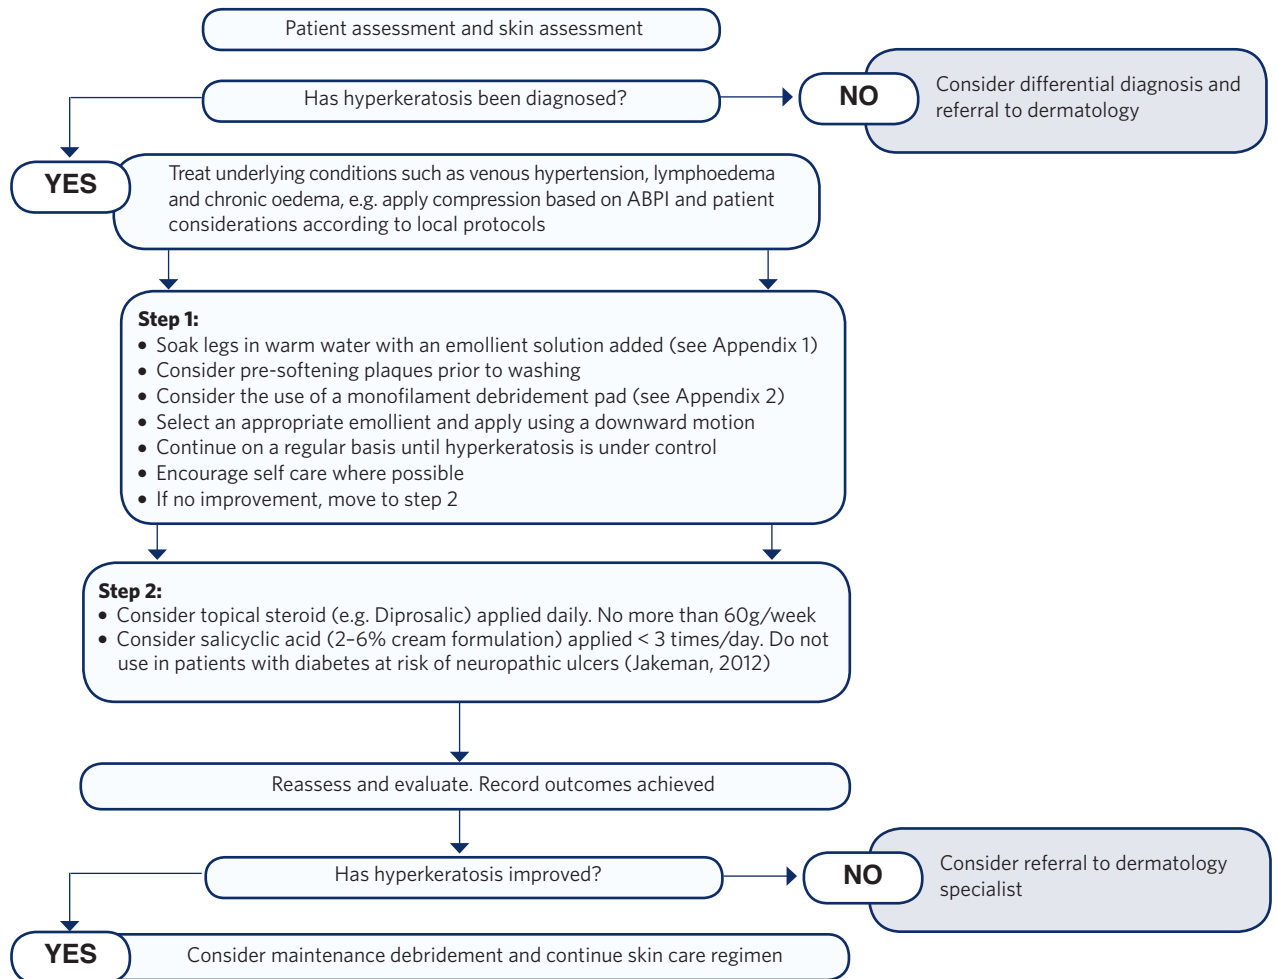 Patient assessment and skin assessment
Has hyperkeratosis been diagnosed?
NO
Consider differential diagnosis and
referral to dermatology
YES
Treat underlying conditions such as venous hypertension, lymphoedema
and chronic oedema, e.g. apply compression based on ABPI and patient
considerations according to local protocols
Step 1:
• Soak legs in warm water with an emollient solution added (see Appendix 1)
• Consider pre-softening plaques prior to washing
• Consider the use of a monofilament debridement pad (see Appendix 2)
• Select an appropriate emollient and apply using a downward motion
• Continue on a regular basis until hyperkeratosis is under control
• Encourage self care where possible
• If no improvement, move to step 2
Step 2:
• Consider topical steroid (e.g. Diprosalic) applied daily. No more than 60g/week
• Consider salicyclic acid (2–6% cream formulation) applied < 3 times/day. Do not
use in patients with diabetes at risk of neuropathic ulcers (Jakeman, 2012)
Reassess and evaluate. Record outcomes achieved
Has hyperkeratosis improved?
NO
Consider referral to dermatology
specialist
YES
Consider maintenance debridement and continue skin care regimen